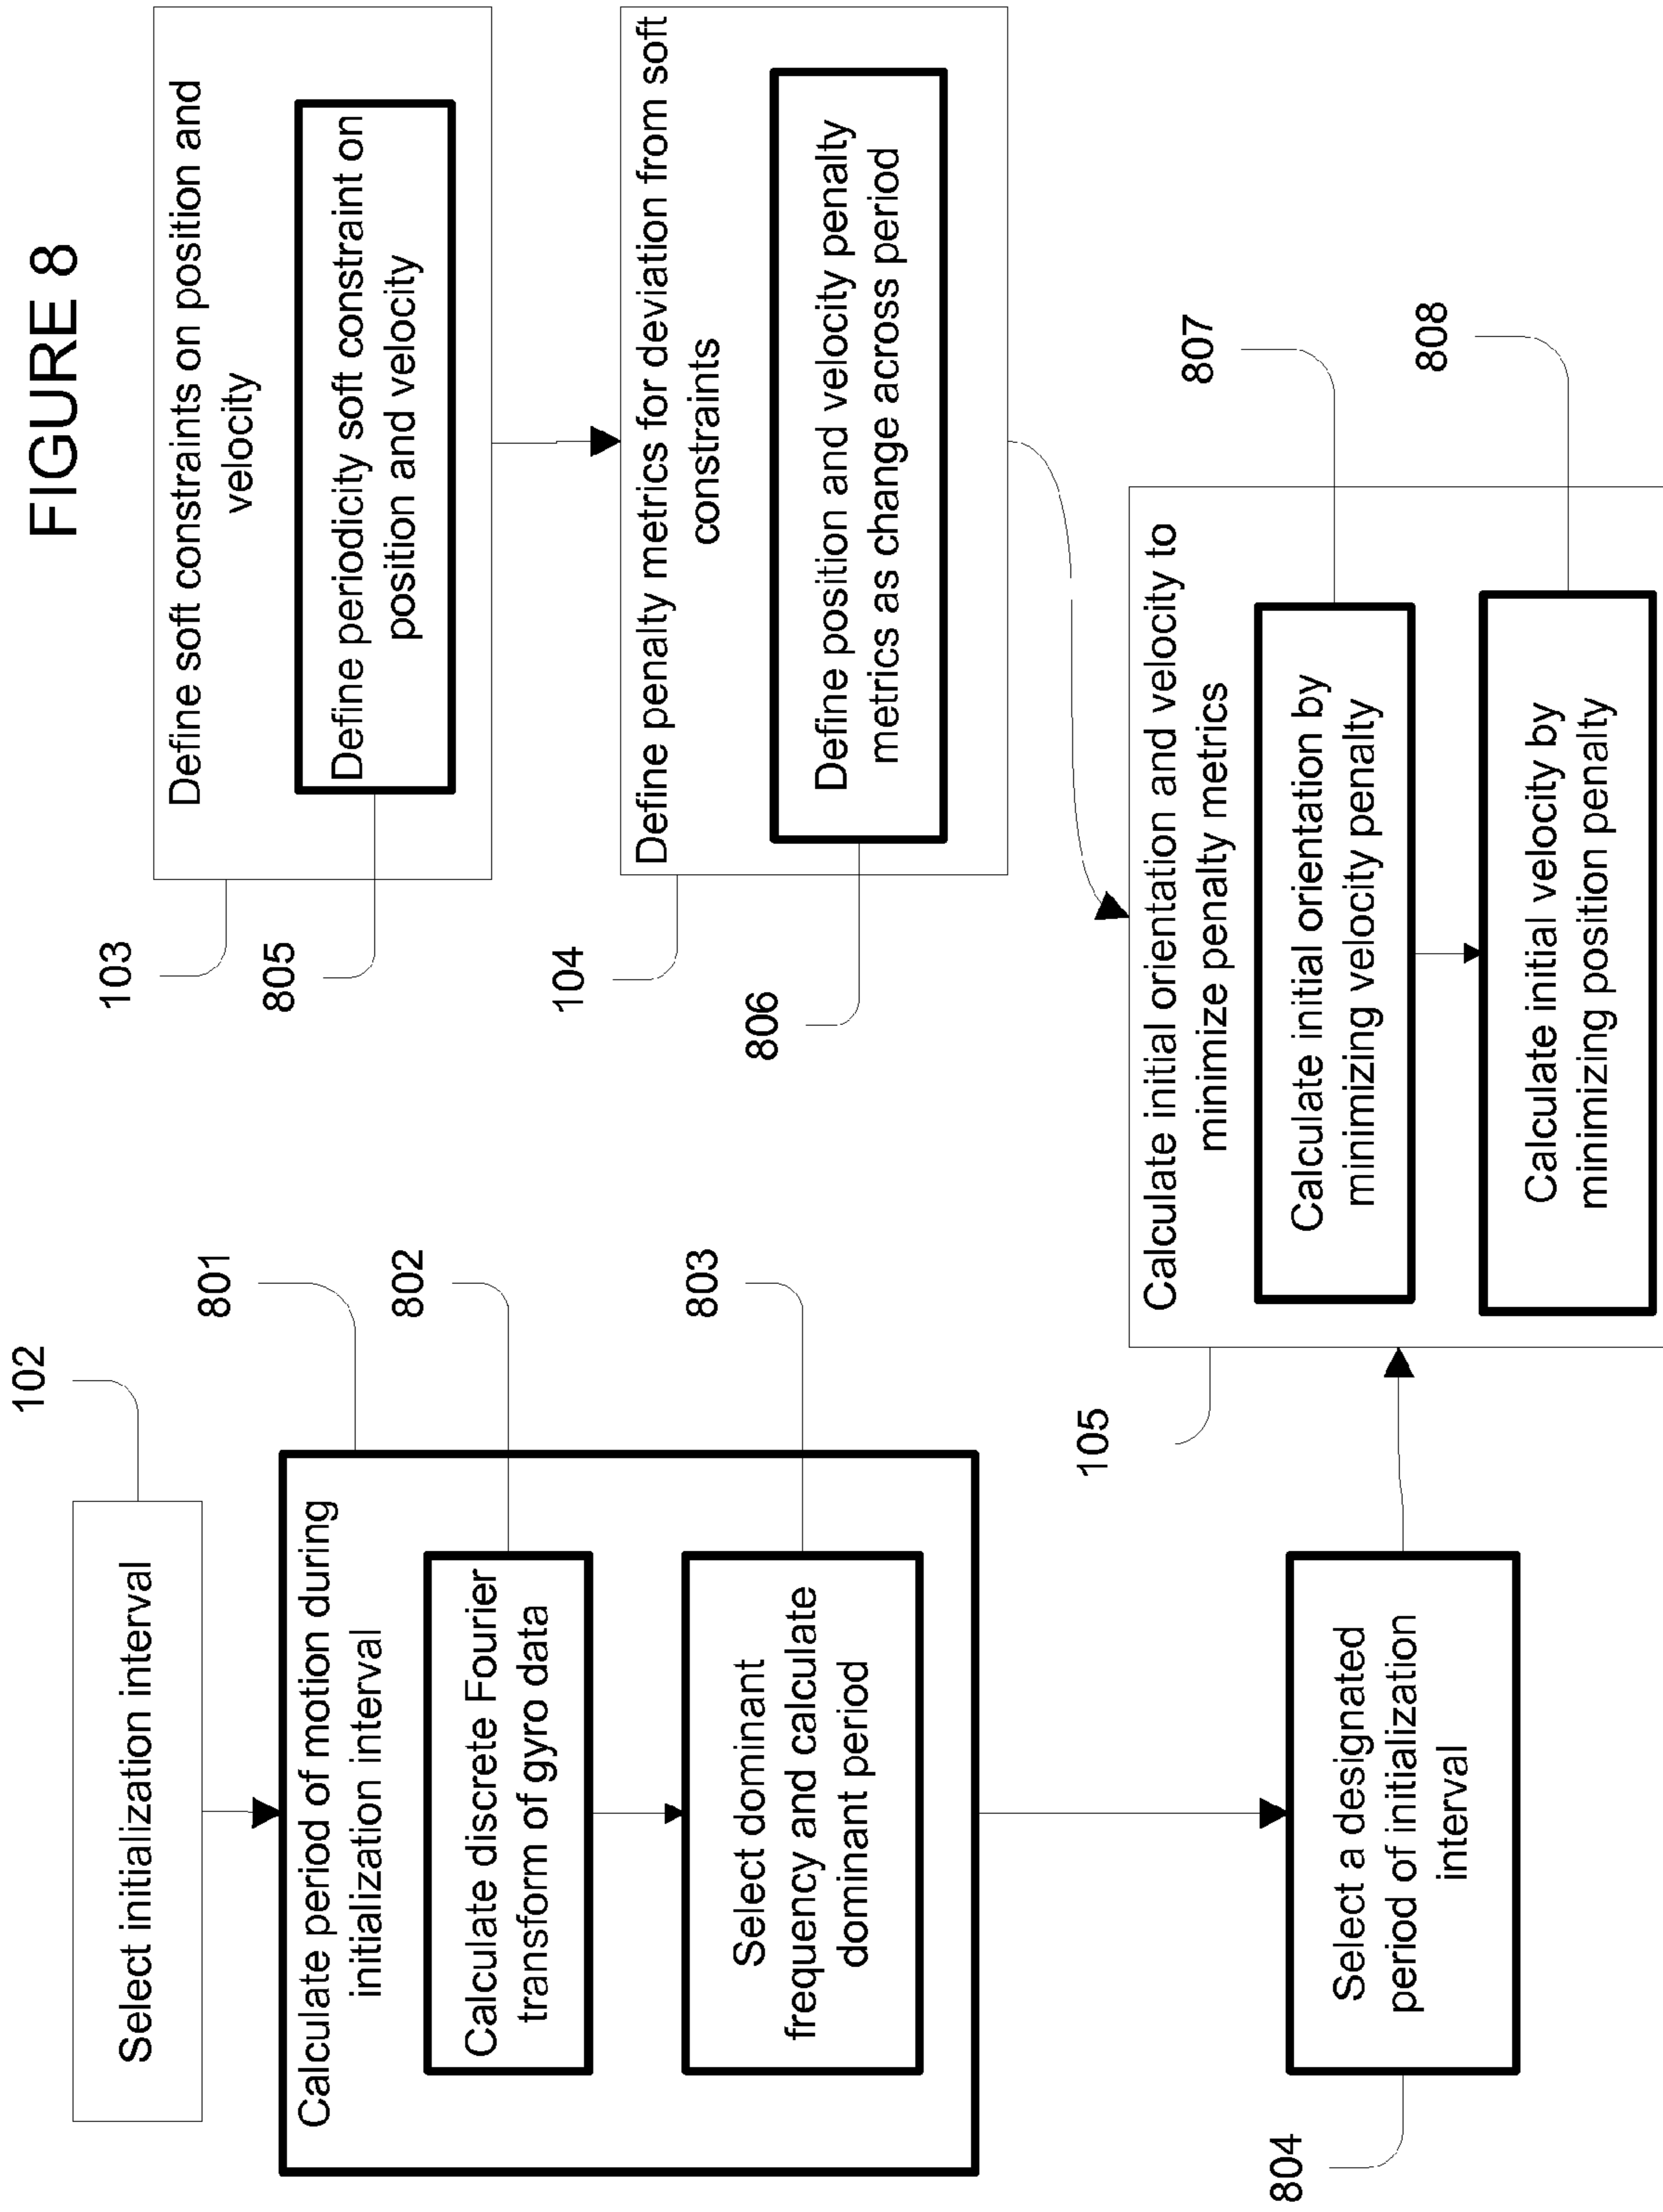 FIGURE 8
102
Select initialization interval
801
Calculate period of motion during
initialization interval
802
Calculate discrete Fourier
transform of gyro data
803
Select dominant
frequency and calculate
dominant period
804
Select a designated
period of initialization
interval
103
Define soft constraints on position and
velocity
805
Define periodicity soft constraint on
position and velocity
104
Define penalty metrics for deviation from soft
constraints
806
Define position and velocity penalty
metrics as change across period
105
Calculate initial orientation and velocity to
minimize penalty metrics
807
Calculate initial orientation by
minimizing velocity penalty
808
Calculate initial velocity by
minimizing position penalty